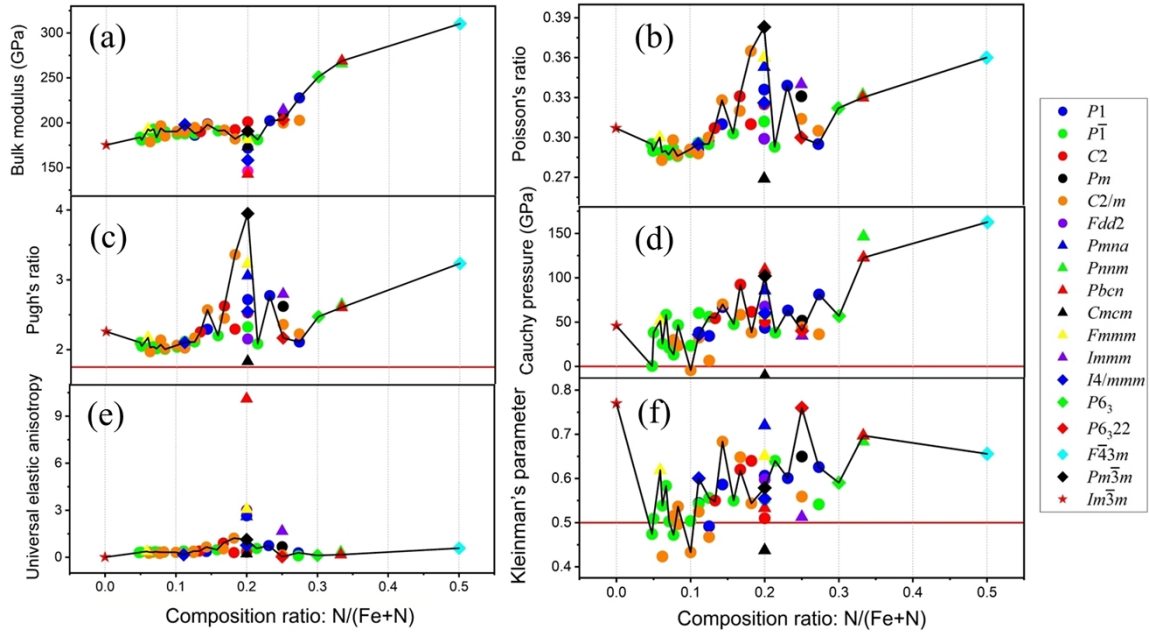 (a)
Bulk modulus (GPa)
300
250
200
150
(c)
Pugh's ratio
4
3
2
(e)
Universal elastic anisotropy
9
6
3
0
0.0 0.1 0.2 0.3 0.4 0.5
Composition ratio: N/(Fe+N)
(b)
Poisson's ratio
0.39
0.36
0.33
0.30
0.27
(d)
Cauchy pressure (GPa)
150
100
50
0
(f)
Kleinman's parameter
0.8
0.7
0.6
0.5
0.4
0.0 0.1 0.2 0.3 0.4 0.5
Composition ratio: N/(Fe+N)
P1
P1̅
C2
Pm
C2/m
Fdd2
Pmna
Pnnm
Pbcn
Cmcm
Fmmm
Immm
I4/mmm
P6₃
P6₃22
F4̅3m
Pm3̅m
Im3̅m